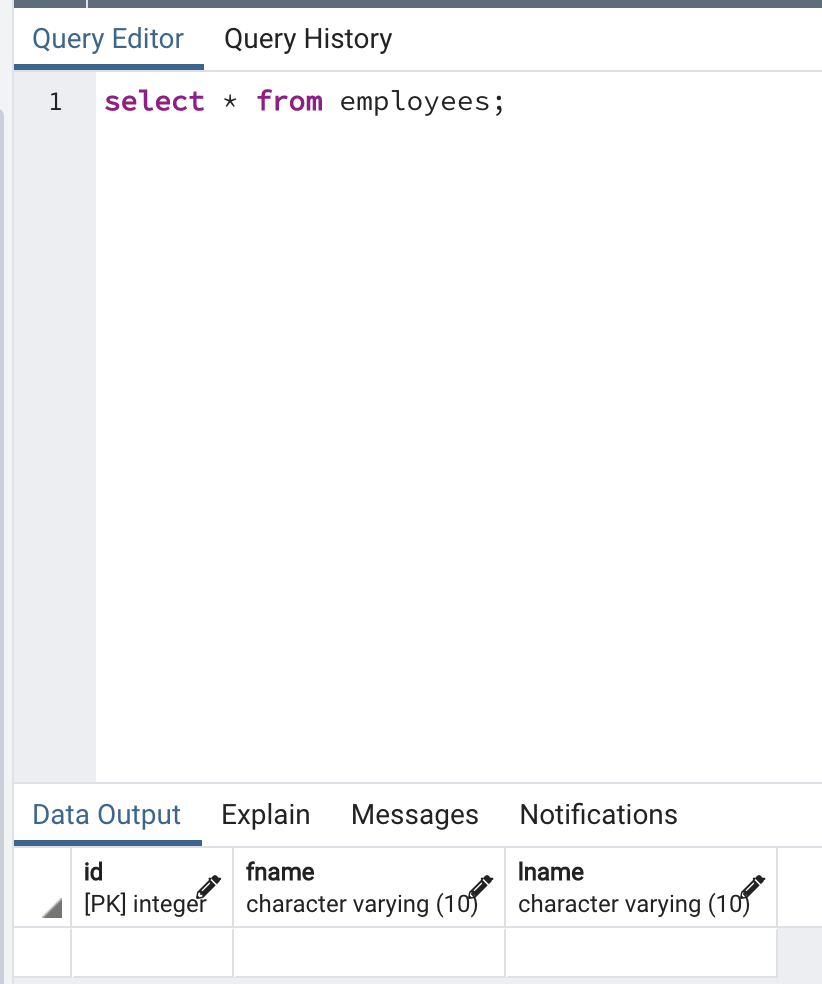 Query Editor Query History
1 select * from employees;
Data Output Explain Messages Notifications
id fname lname
[PK] integer character varying (10) character varying (10)